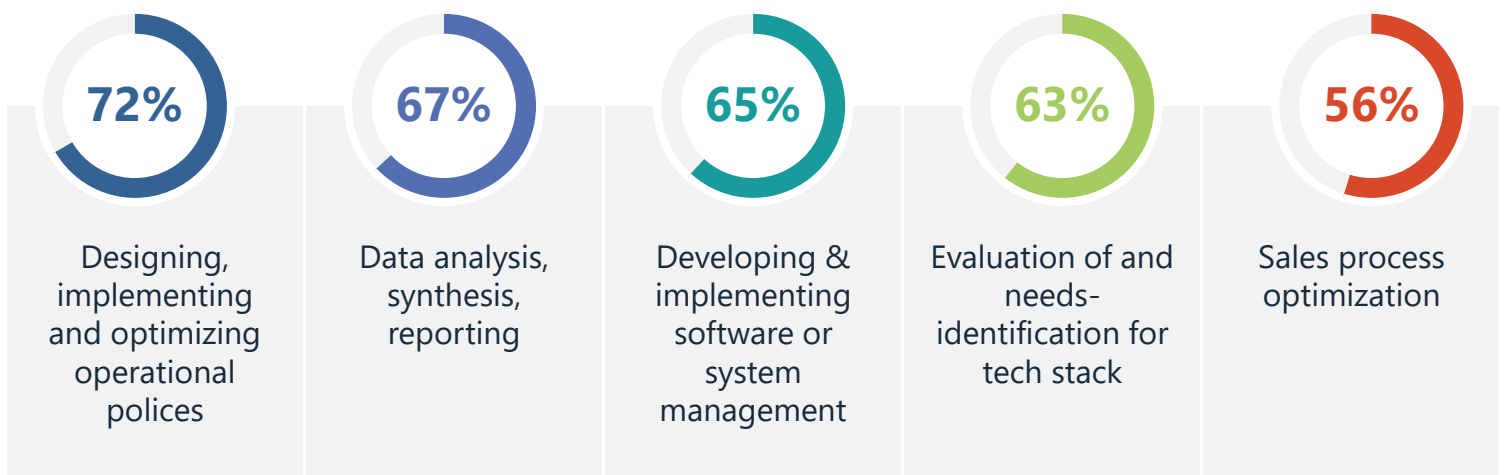 72%
67%
65%
63%
56%
Designing,
implementing
and optimizing
operational
polices
Data analysis,
synthesis,
reporting
Developing &
implementing
software or
system
management
Evaluation of and
needs-
identification for
tech stack
Sales process
optimization